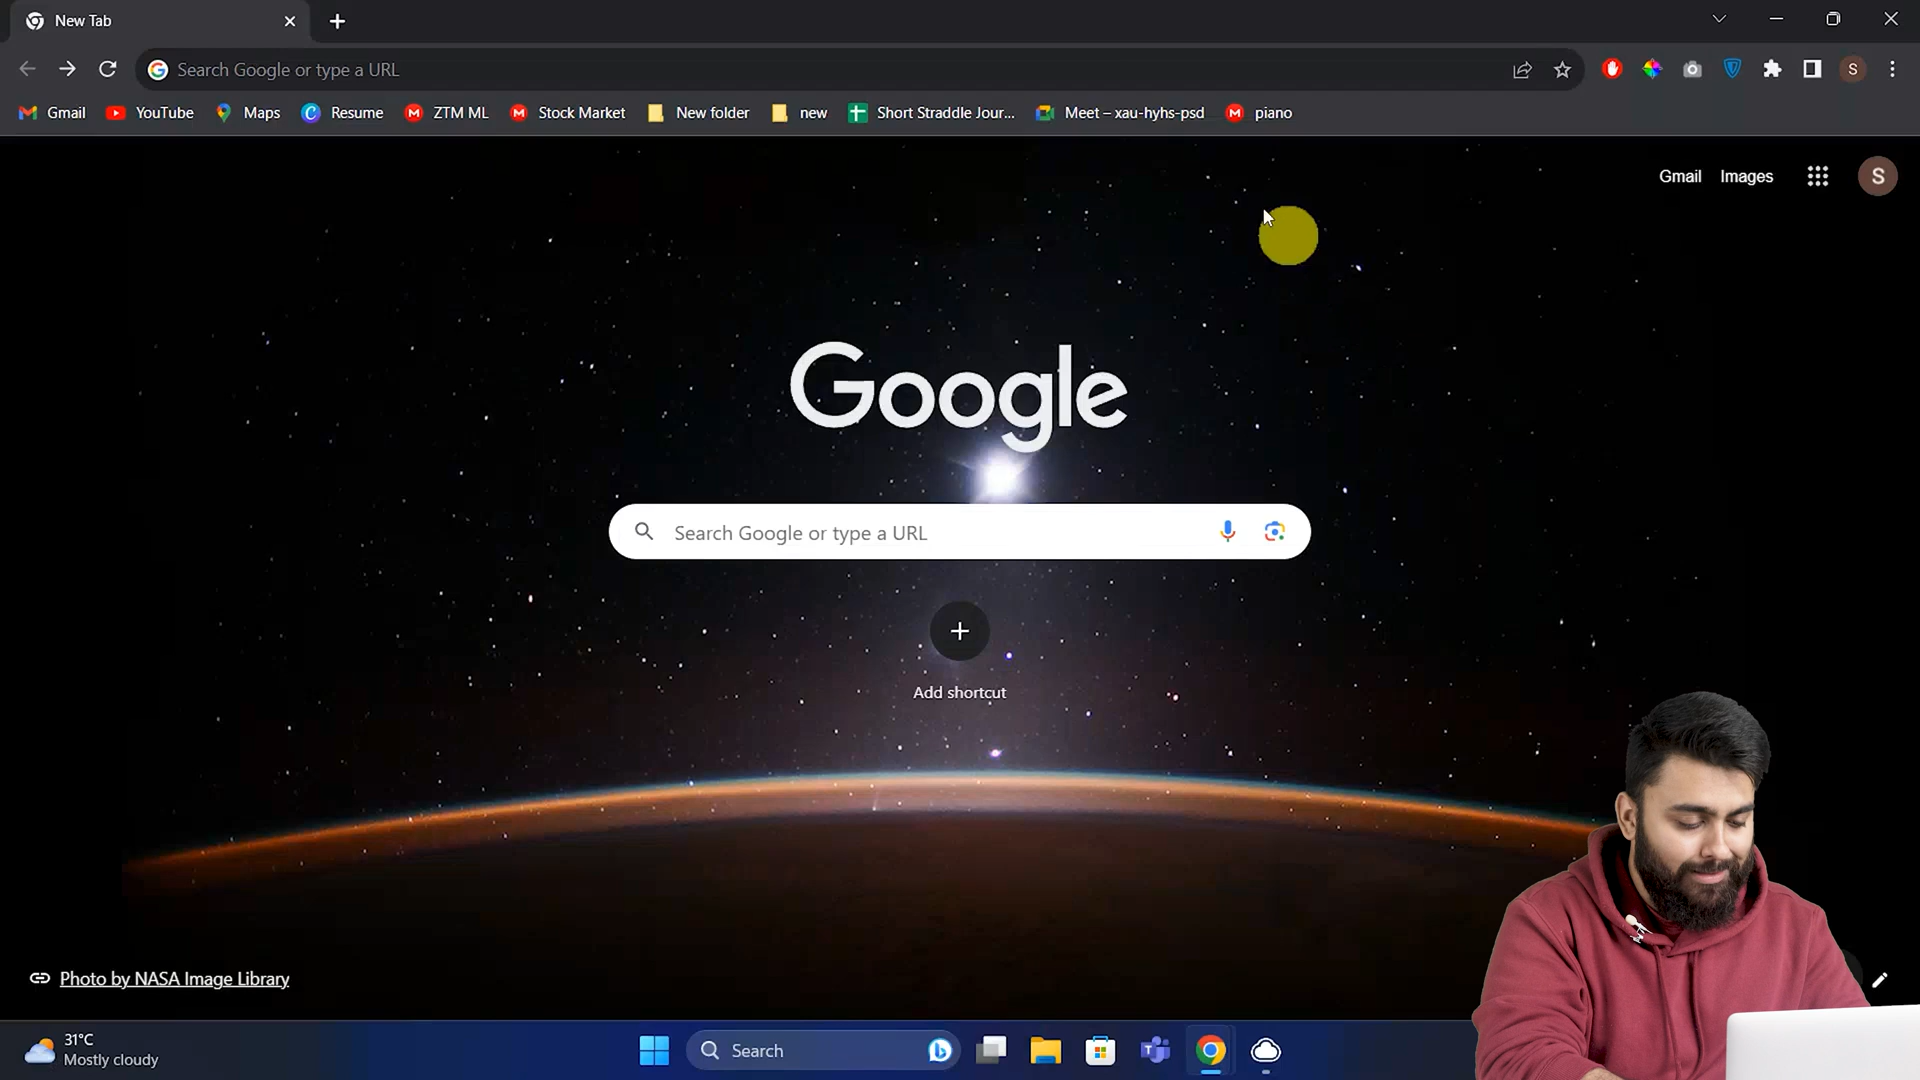 New Tab
Search Google or type a URL
S
Gmail YouTube Maps Resume ZTM ML Stock Market New folder new Short Straddle Jour... Meet – xau-hyhs-psd piano
Gmail Images S
Google
Search Google or type a URL
Add shortcut
Photo by NASA Image Library
31°C
Mostly cloudy
Search